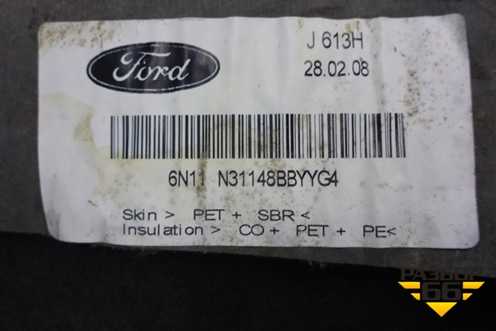 Ford
J 613H
28.02.08
6N11 N31148BBYYG4
Skin > PET + SBR <
Insulation > CO + PET + PE<
РАЗБОР
66